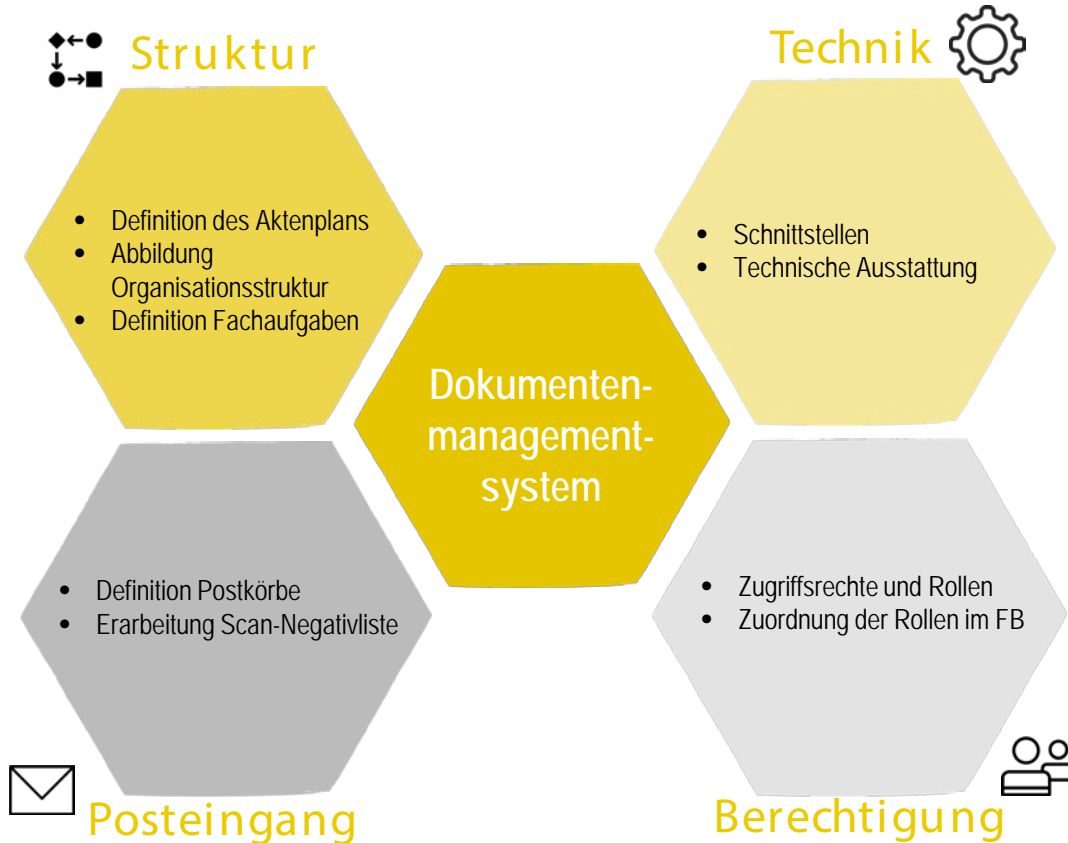 Struktur
• Definition des Aktenplans
• Abbildung
Organisationsstruktur
• Definition Fachaufgaben
Technik
• Schnittstellen
• Technische Ausstattung
Dokumenten-
management-
system
• Definition Postkörbe
• Erarbeitung Scan-Negativliste
Posteingang
• Zugriffsrechte und Rollen
• Zuordnung der Rollen im FB
Berechtigung